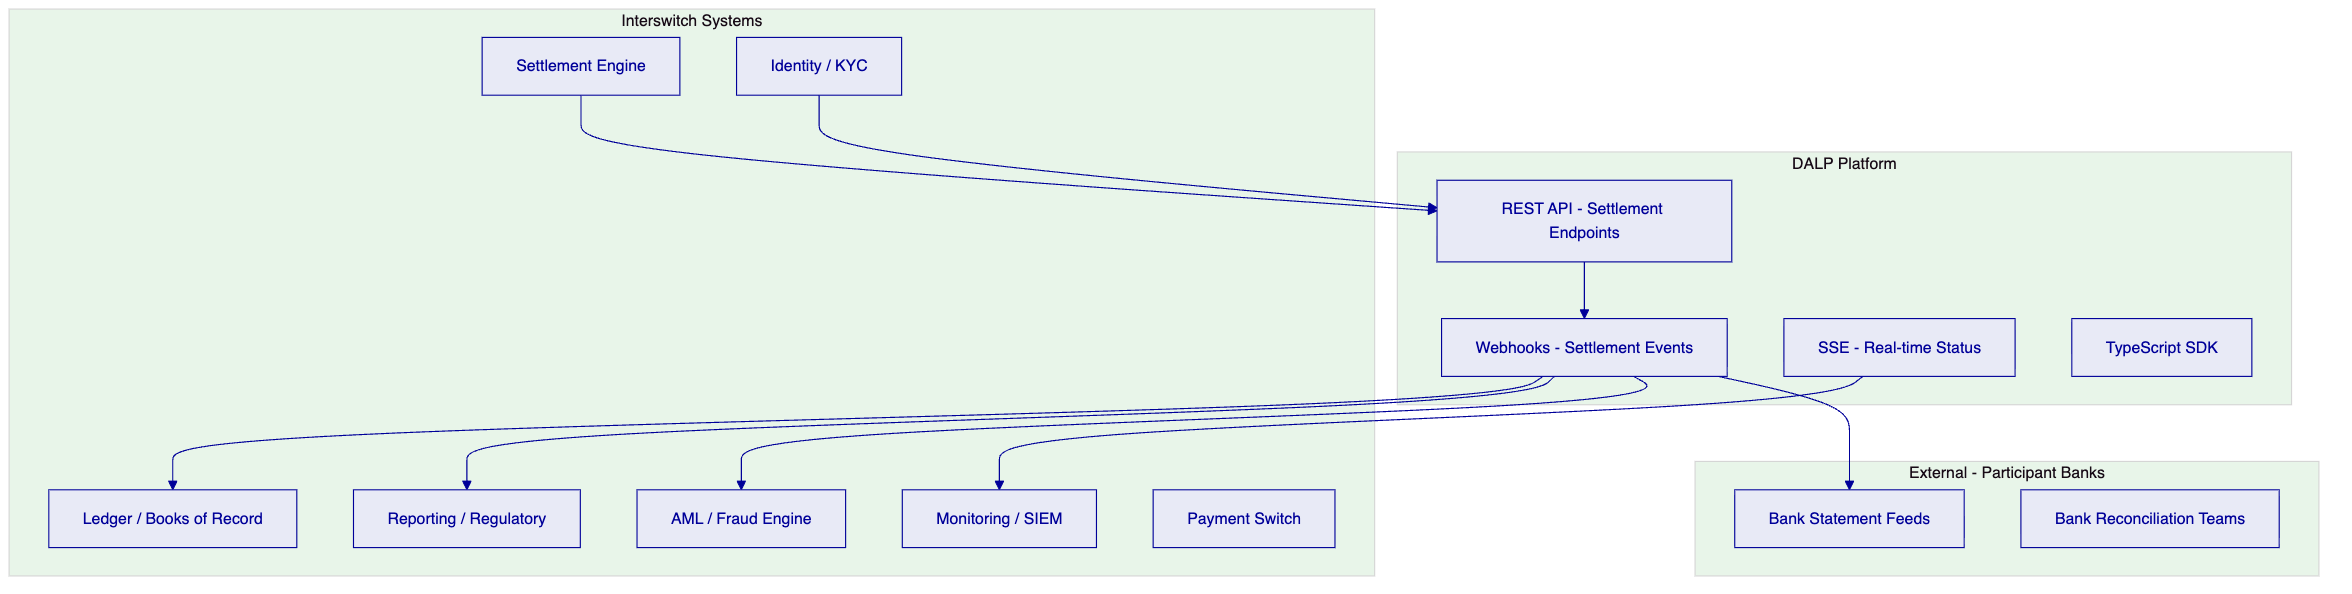 Interswitch Systems
Settlement Engine
Identity / KYC
DALP Platform
REST API - Settlement
Endpoints
Webhooks - Settlement Events
SSE - Real-time Status
TypeScript SDK
External - Participant Banks
Ledger / Books of Record
Reporting / Regulatory
AML / Fraud Engine
Monitoring / SIEM
Payment Switch
Bank Statement Feeds
Bank Reconciliation Teams